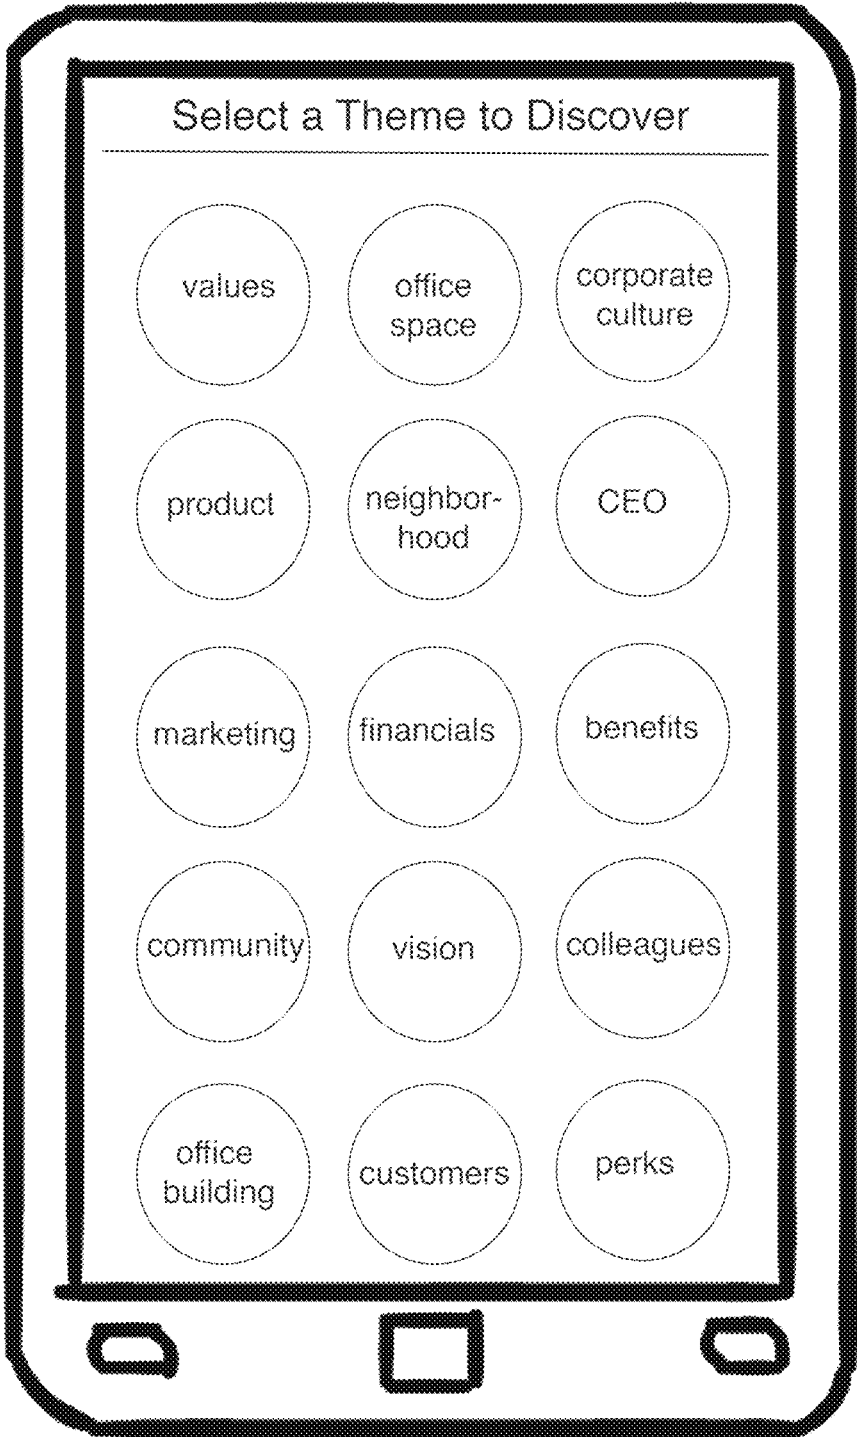 Select a Theme to Discover
values
office
space
corporate
culture
product
neighbor-
hood
CEO
marketing
financials
benefits
community
vision
colleagues
office
building
customers
perks